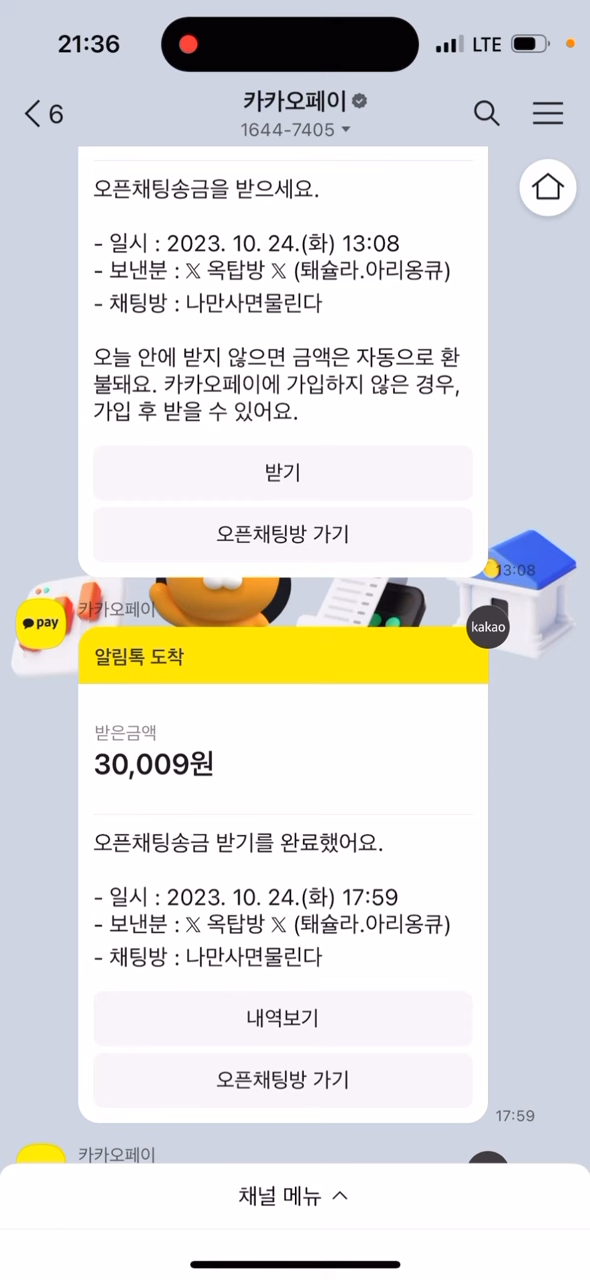 21:36
LTE
6
카카오페이
1644-7405
오픈채팅송금을 받으세요.
- 일시 : 2023. 10. 24.(화) 13:08
- 보낸분 : 𝕏 옥탑방 𝕏 (퇘슐라.아리옹큐)
- 채팅방 : 나만사면물린다
오늘 안에 받지 않으면 금액은 자동으로 환
불돼요. 카카오페이에 가입하지 않은 경우,
가입 후 받을 수 있어요.
받기
오픈채팅방 가기
13:08
pay
카카오페이
kakao
알림톡 도착
받은금액
30,009원
오픈채팅송금 받기를 완료했어요.
- 일시 : 2023. 10. 24.(화) 17:59
- 보낸분 : 𝕏 옥탑방 𝕏 (퇘슐라.아리옹큐)
- 채팅방 : 나만사면물린다
내역보기
오픈채팅방 가기
17:59
카카오페이
채널 메뉴